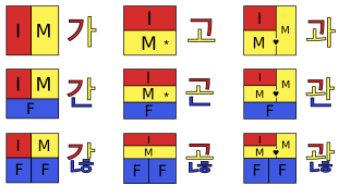 I M 가
I M * 고
I M M ♥ 과
I M F 간
I M * F 곤
I M M ♥ F 관
I M F F 갆
I M F F 곦
I M M ♥ F F 괂